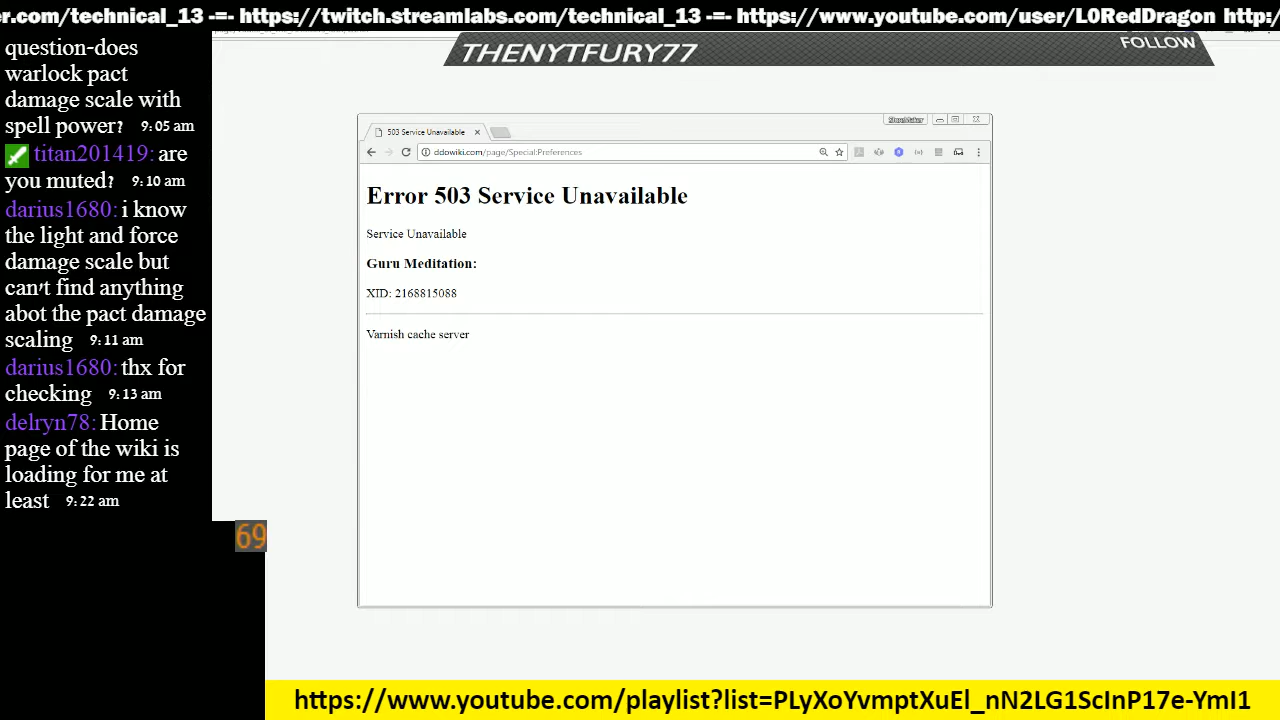 er.com/technical_13 -=- https://twitch.streamlabs.com/technical_13 -=- https://www.youtube.com/user/L0RedDragon http:/
question-does
warlock pact
damage scale with
spell power? 9:05 am
titan201419: are
you muted? 9:10 am
darius1680: i know
the light and force
damage scale but
can't find anything
abot the pact damage
scaling 9:11 am
darius1680: thx for
checking 9:13 am
delryn78: Home
page of the wiki is
loading for me at
least 9:22 am
69
THENYTFURY77
FOLLOW
503 Service Unavailable
ddowiki.com/page/Special:Preferences
Error 503 Service Unavailable
Service Unavailable
Guru Meditation:
XID: 2168815088
Varnish cache server
https://www.youtube.com/playlist?list=PLyXoYvmptXuEl_nN2LG1ScInP17e-YmI1